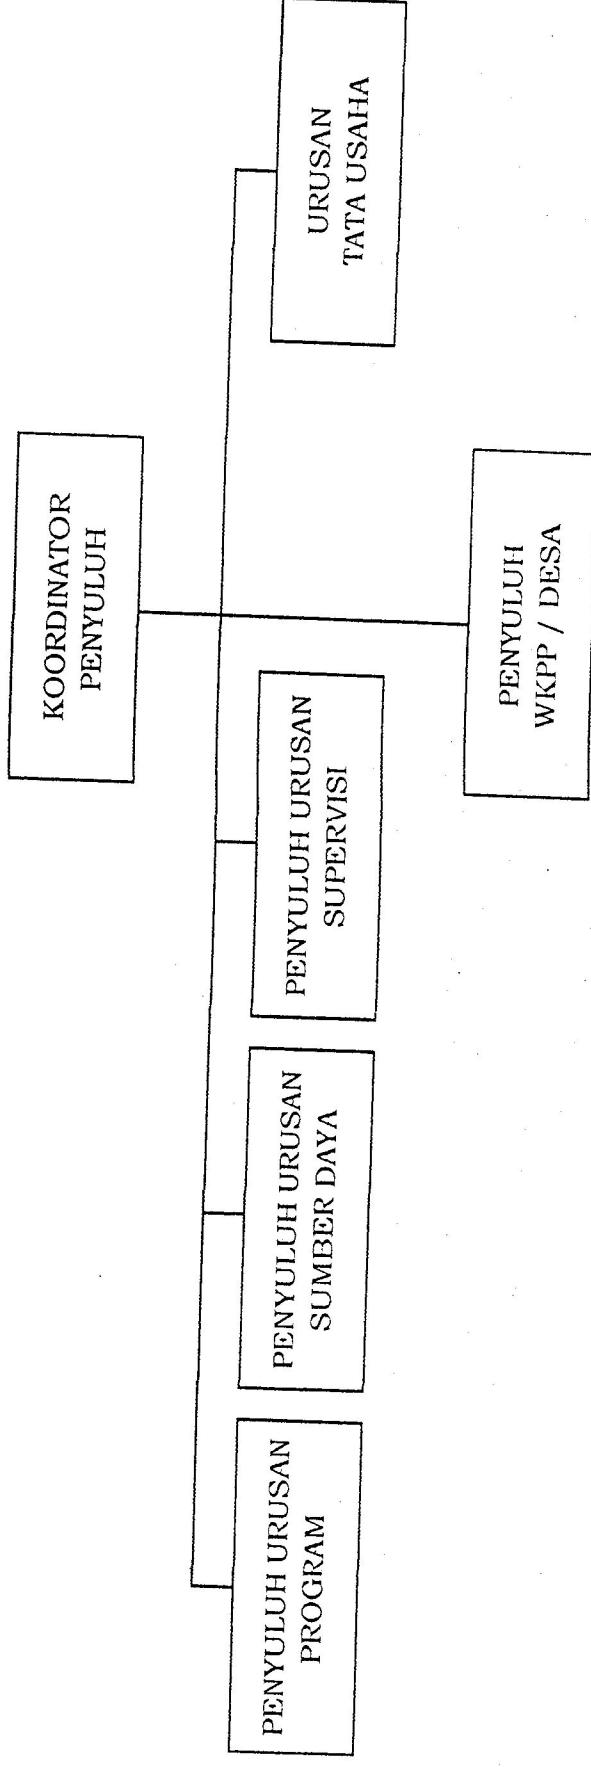 KOORDINATOR
PENYULUH
PENYULUH URUSAN
PROGRAM
PENYULUH URUSAN
SUMBER DAYA
PENYULUH URUSAN
SUPERVISI
URUSAN
TATA USAHA
PENYULUH
WKPP / DESA